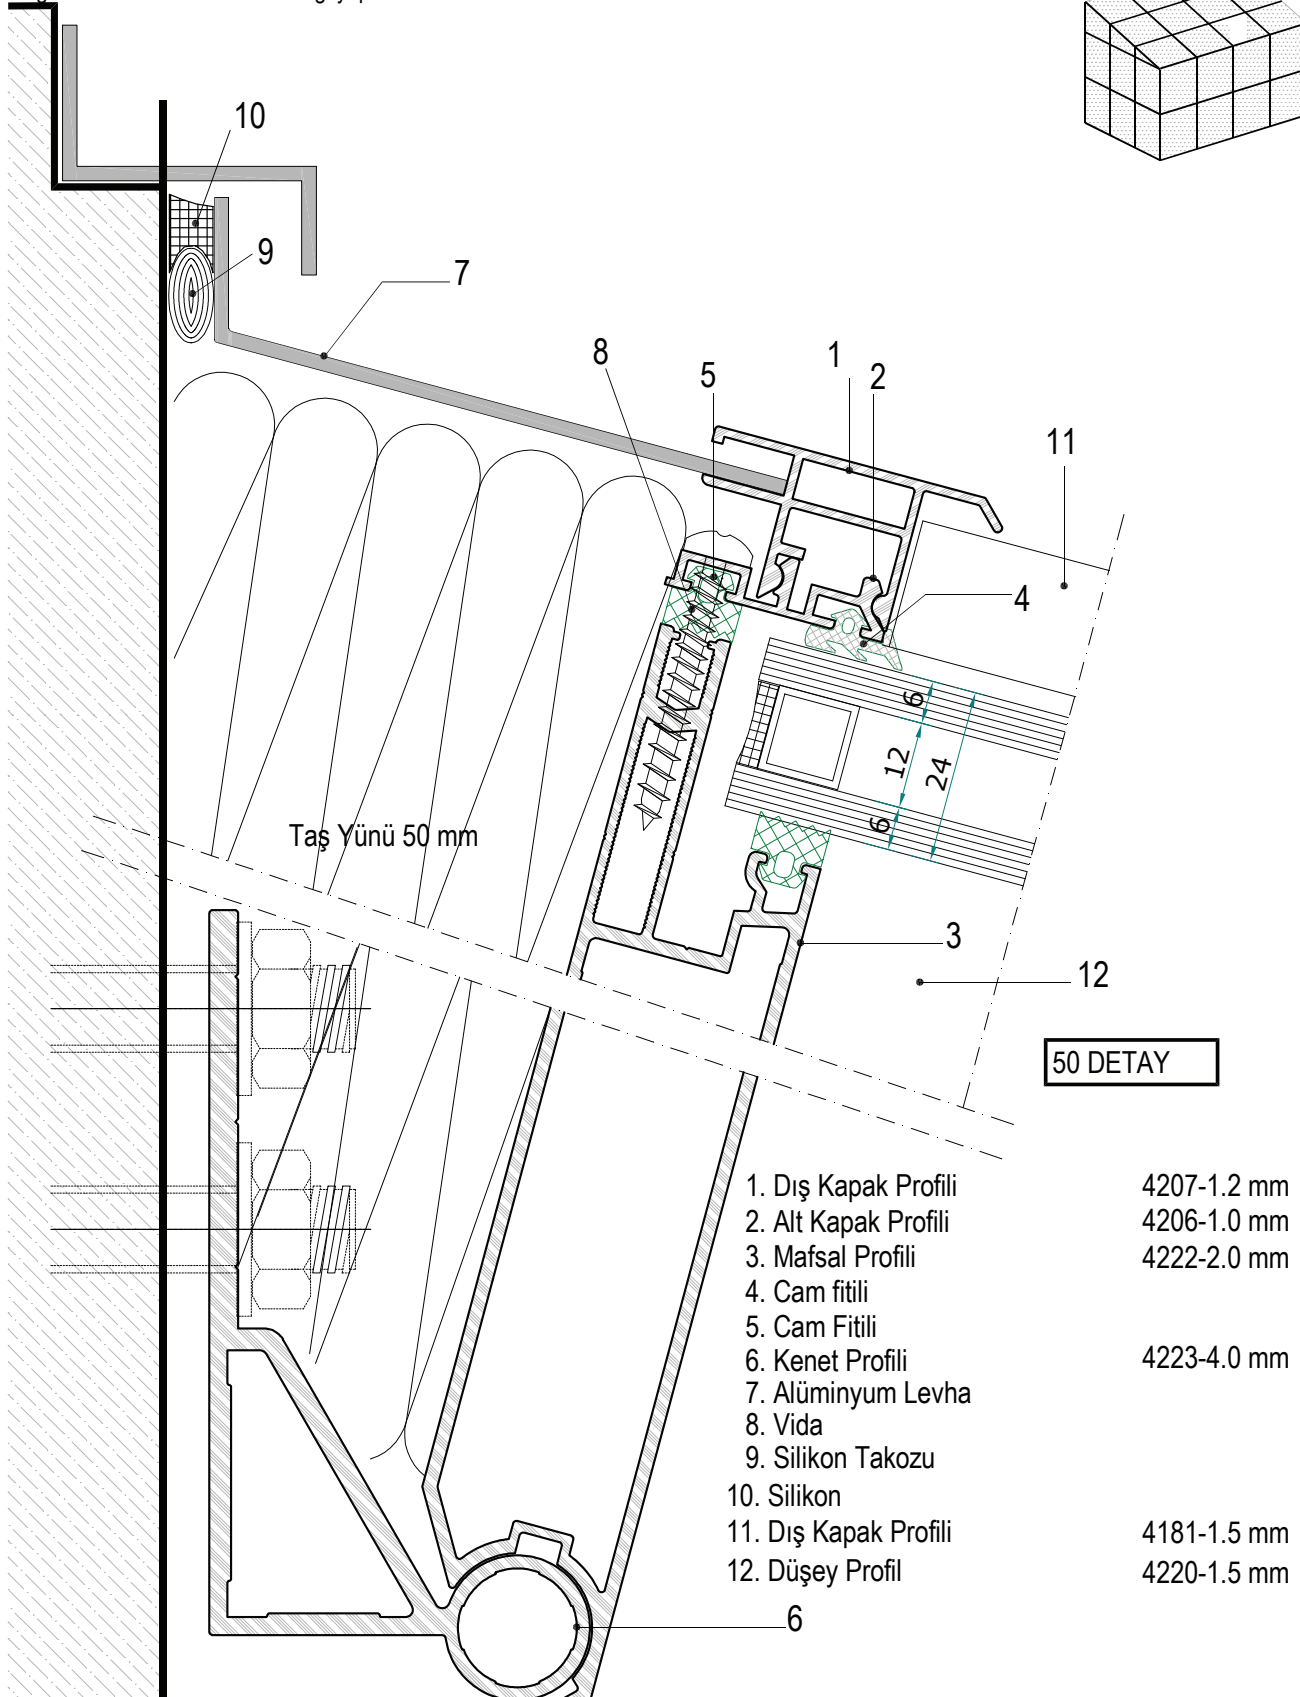 10
9
7
8
5
1
2
11
4
6
12
24
6
Taş Yünü 50 mm
3
12
50 DETAY
1. Dış Kapak Profili 4207-1.2 mm
2. Alt Kapak Profili 4206-1.0 mm
3. Mafsal Profili 4222-2.0 mm
4. Cam fitili
5. Cam Fitili
6. Kenet Profili 4223-4.0 mm
7. Alüminyum Levha
8. Vida
9. Silikon Takozu
10. Silikon
11. Dış Kapak Profili 4181-1.5 mm
12. Düşey Profil 4220-1.5 mm
6